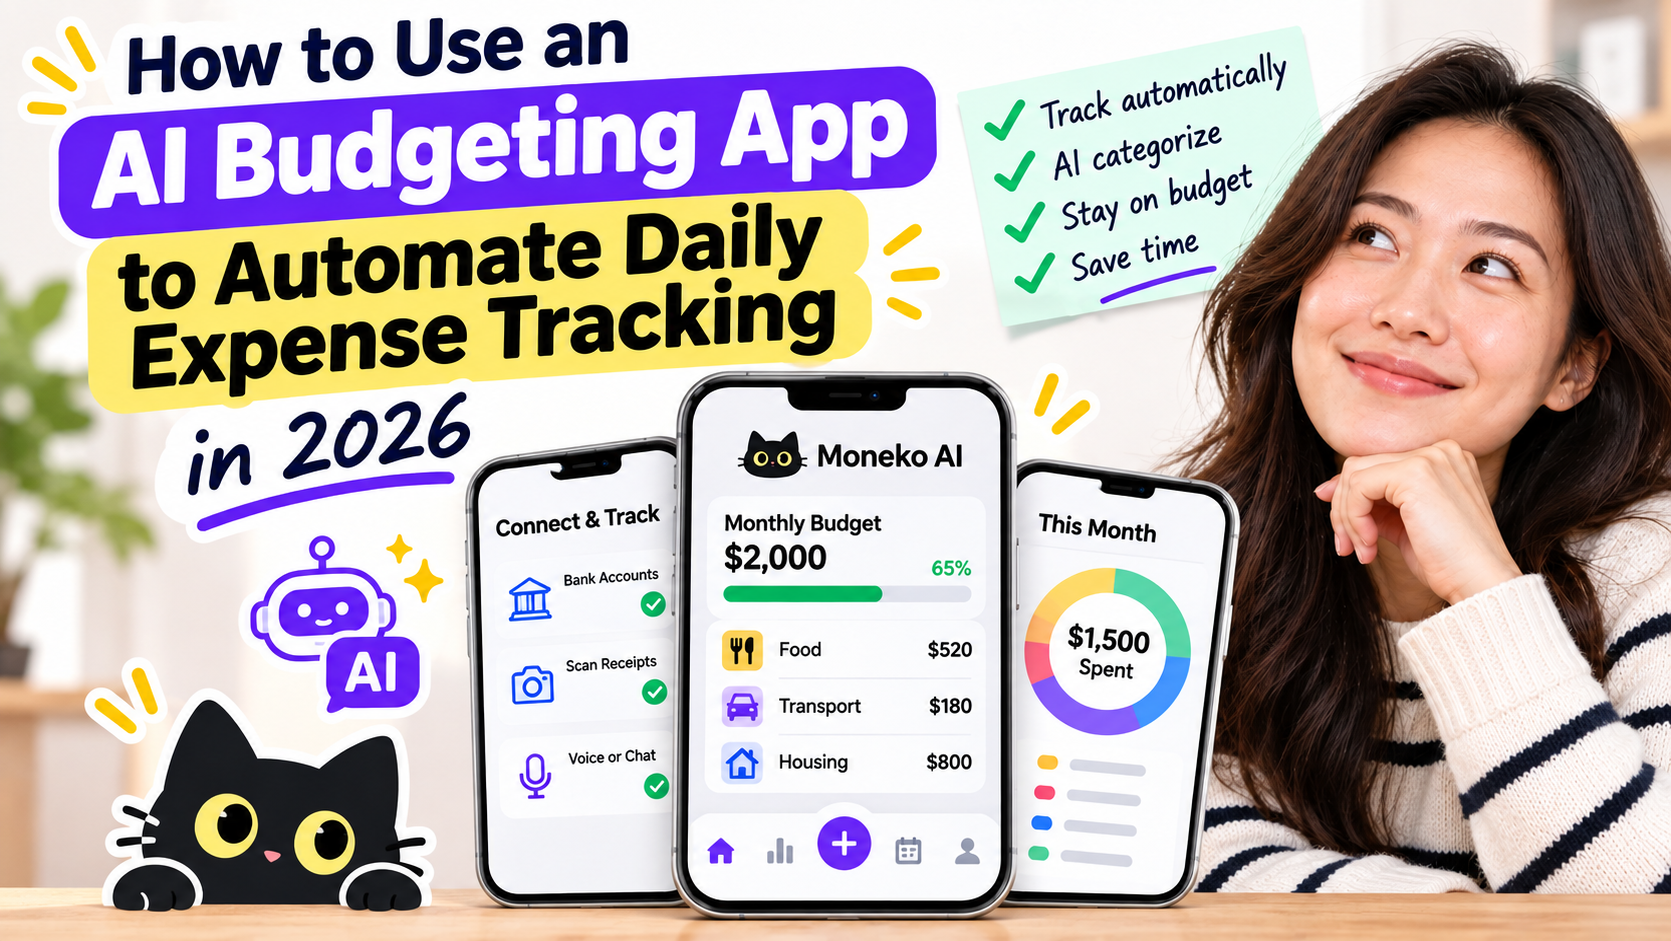 How to Use an
AI Budgeting App
to Automate Daily
Expense Tracking
in 2026
Track automatically
AI categorize
Stay on budget
Save time
AI
Connect & Track
Bank Accounts
Scan Receipts
Voice or Chat
Moneko AI
Monthly Budget
$2,000
65%
Food $520
Transport $180
Housing $800
This Month
$1,500
Spent